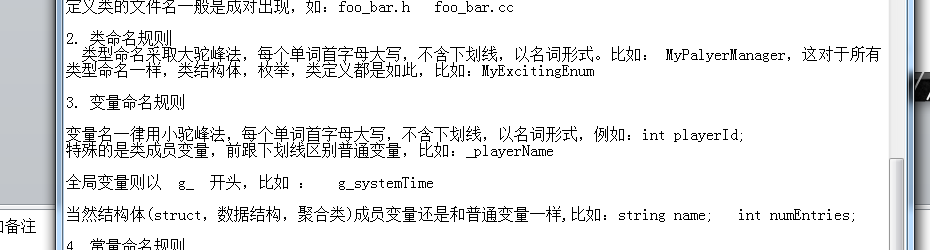 定义类的文件名一般是成对出现，如：foo_bar.h   foo_bar.cc
2. 类命名规则
类型命名采取大驼峰法，每个单词首字母大写，不含下划线，以名词形式。比如： MyPalyerManager，这对于所有
类型命名一样，类结构体，枚举，类定义都是如此，比如：MyExcitingEnum
3. 变量命名规则
变量名一律用小驼峰法，每个单词首字母大写，不含下划线，以名词形式，例如：int playerId;
特殊的是类成员变量，前跟下划线区别普通变量，比如：_playerName
全局变量则以  g_  开头，比如 ：   g_systemTime
当然结构体(struct，数据结构，聚合类)成员变量还是和普通变量一样,比如：string name;   int numEntries;
加备注
4. 常量命名规则